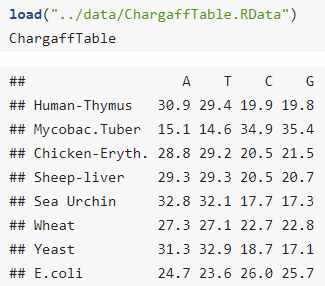 load("../data/ChargaffTable.RData")
ChargaffTable
## A T C G
## Human-Thymus 30.9 29.4 19.9 19.8
## Mycobac.Tuber 15.1 14.6 34.9 35.4
## Chicken-Eryth. 28.8 29.2 20.5 21.5
## Sheep-liver 29.3 29.3 20.5 20.7
## Sea Urchin 32.8 32.1 17.7 17.3
## Wheat 27.3 27.1 22.7 22.8
## Yeast 31.3 32.9 18.7 17.1
## E.coli 24.7 23.6 26.0 25.7